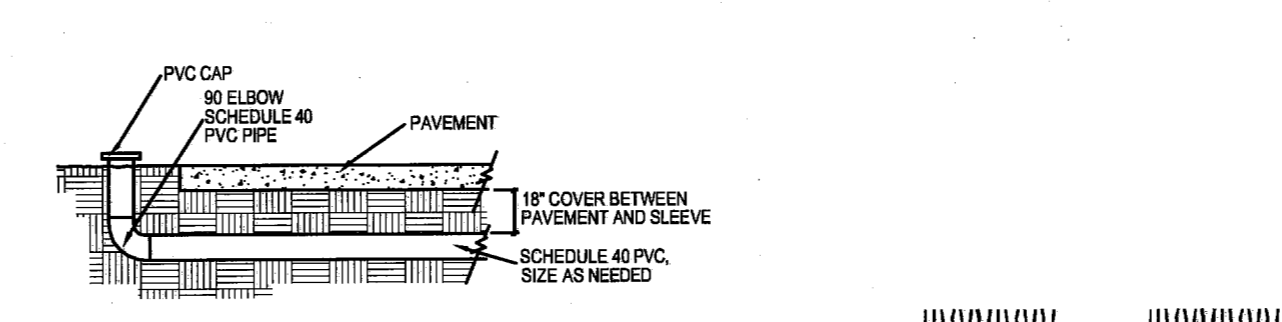 PVC CAP
90 ELBOW
SCHEDULE 40
PVC PIPE
PAVEMENT
18" COVER BETWEEN
PAVEMENT AND SLEEVE
SCHEDULE 40 PVC,
SIZE AS NEEDED